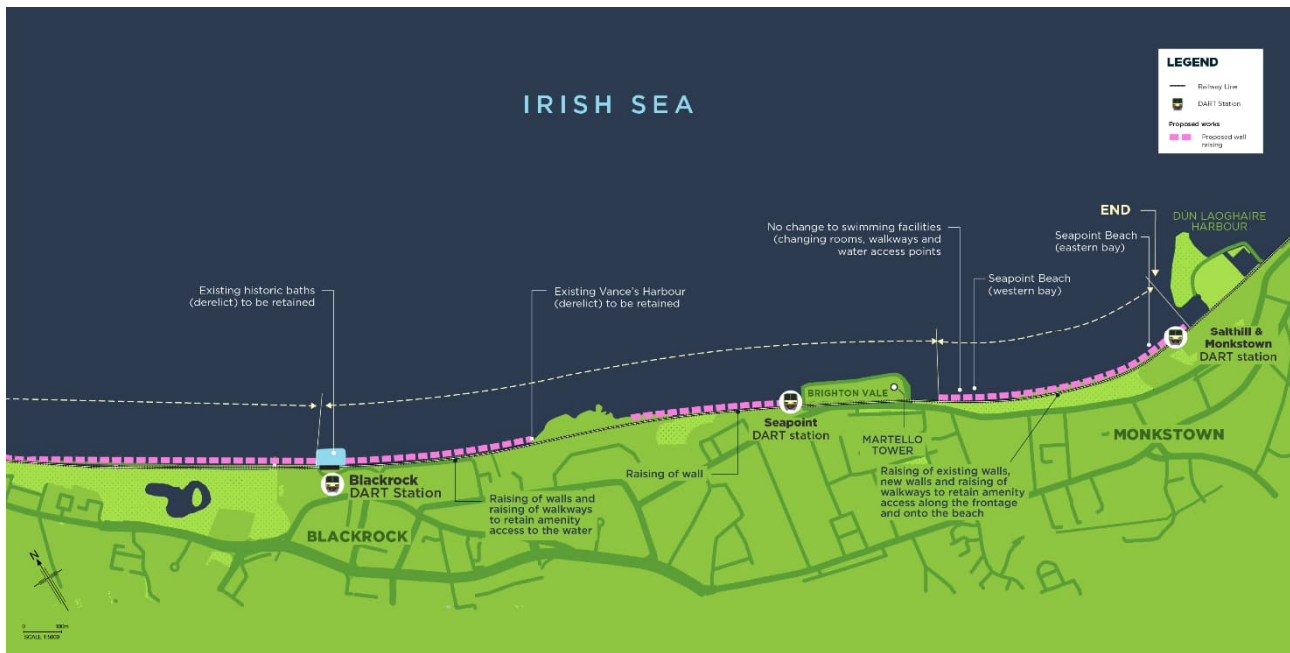 LEGEND
Railway Line
DART Station
Proposed works
Proposed wall
raising
IRISH SEA
END
DÚN LAOGHAIRE
HARBOUR
No change to swimming facilities
(changing rooms, walkways and
water access points
Seapoint Beach
(eastern bay)
Seapoint Beach
(western bay)
Existing historic baths
(derelict) to be retained
Existing Vance's Harbour
(derelict) to be retained
Salthill &
Monkstown
DART station
BRIGHTON VALE
Seapoint
DART station
MARTELLO
TOWER
MONKSTOWN
Raising of wall
Raising of existing walls,
new walls and raising of
walkways to retain amenity
access along the frontage
and onto the beach
Blackrock
DART Station
Raising of walls and
raising of walkways
to retain amenity
access to the water
BLACKROCK
N
0 100m
SCALE 1:5000